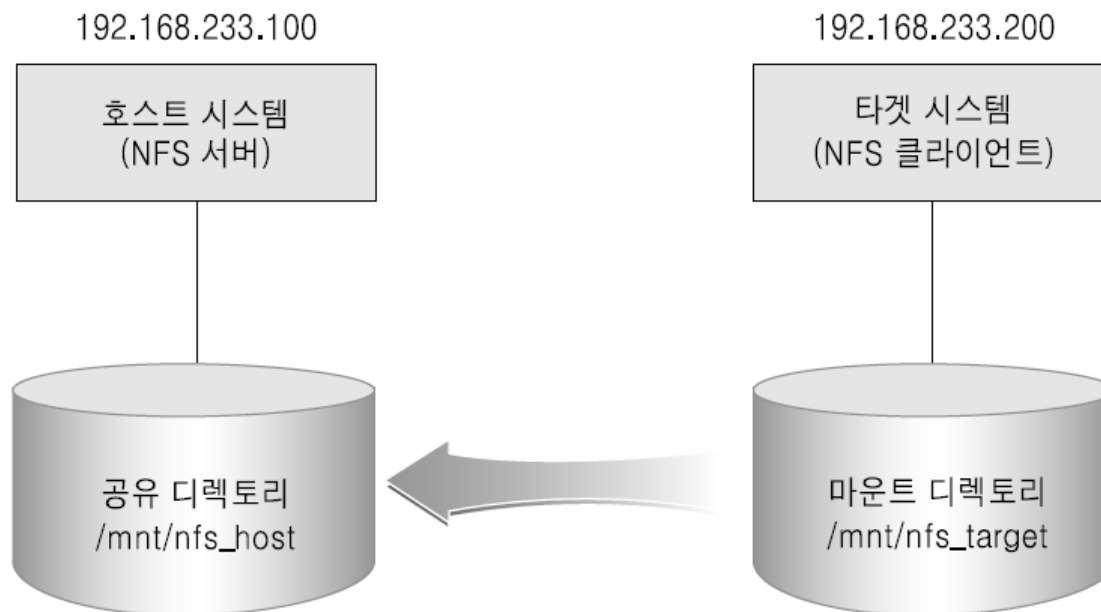 192.168.233.100
호스트 시스템
(NFS 서버)
공유 디렉토리
/mnt/nfs_host
192.168.233.200
타겟 시스템
(NFS 클라이언트)
마운트 디렉토리
/mnt/nfs_target